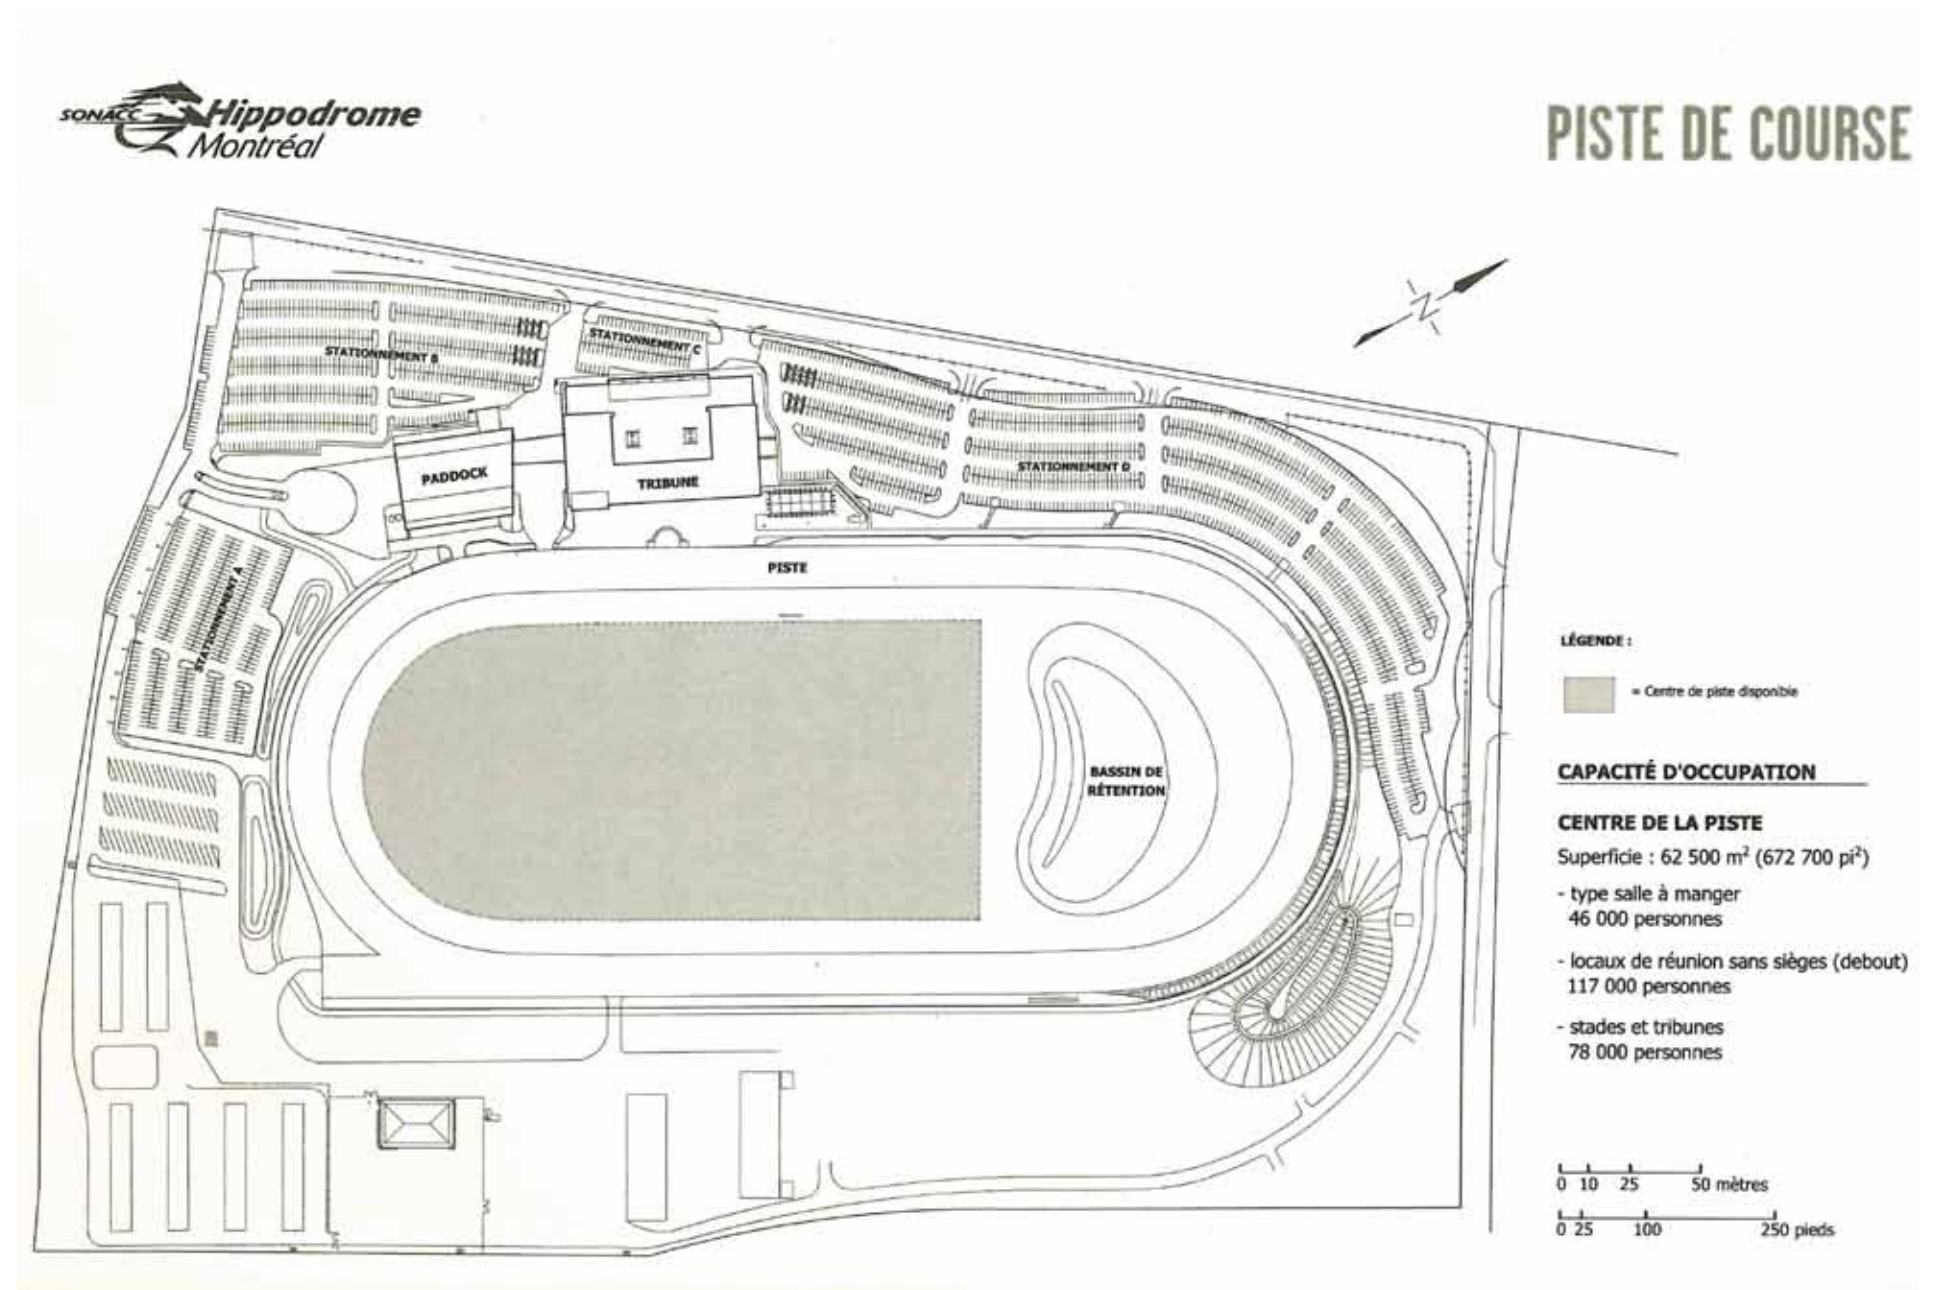 SONACC Hippodrome
Montréal
PISTE DE COURSE
N
STATIONNEMENT B
STATIONNEMENT C
STATIONNEMENT D
PADDOCK
TRIBUNE
STATIONNEMENT A
PISTE
BASSIN DE
RÉTENTION
LÉGENDE :
= Centre de piste disponible
CAPACITÉ D'OCCUPATION
CENTRE DE LA PISTE
Superficie : 62 500 m² (672 700 pi²)
- type salle à manger
46 000 personnes
- locaux de réunion sans sièges (debout)
117 000 personnes
- stades et tribunes
78 000 personnes
0 10 25 50 mètres
0 25 100 250 pieds